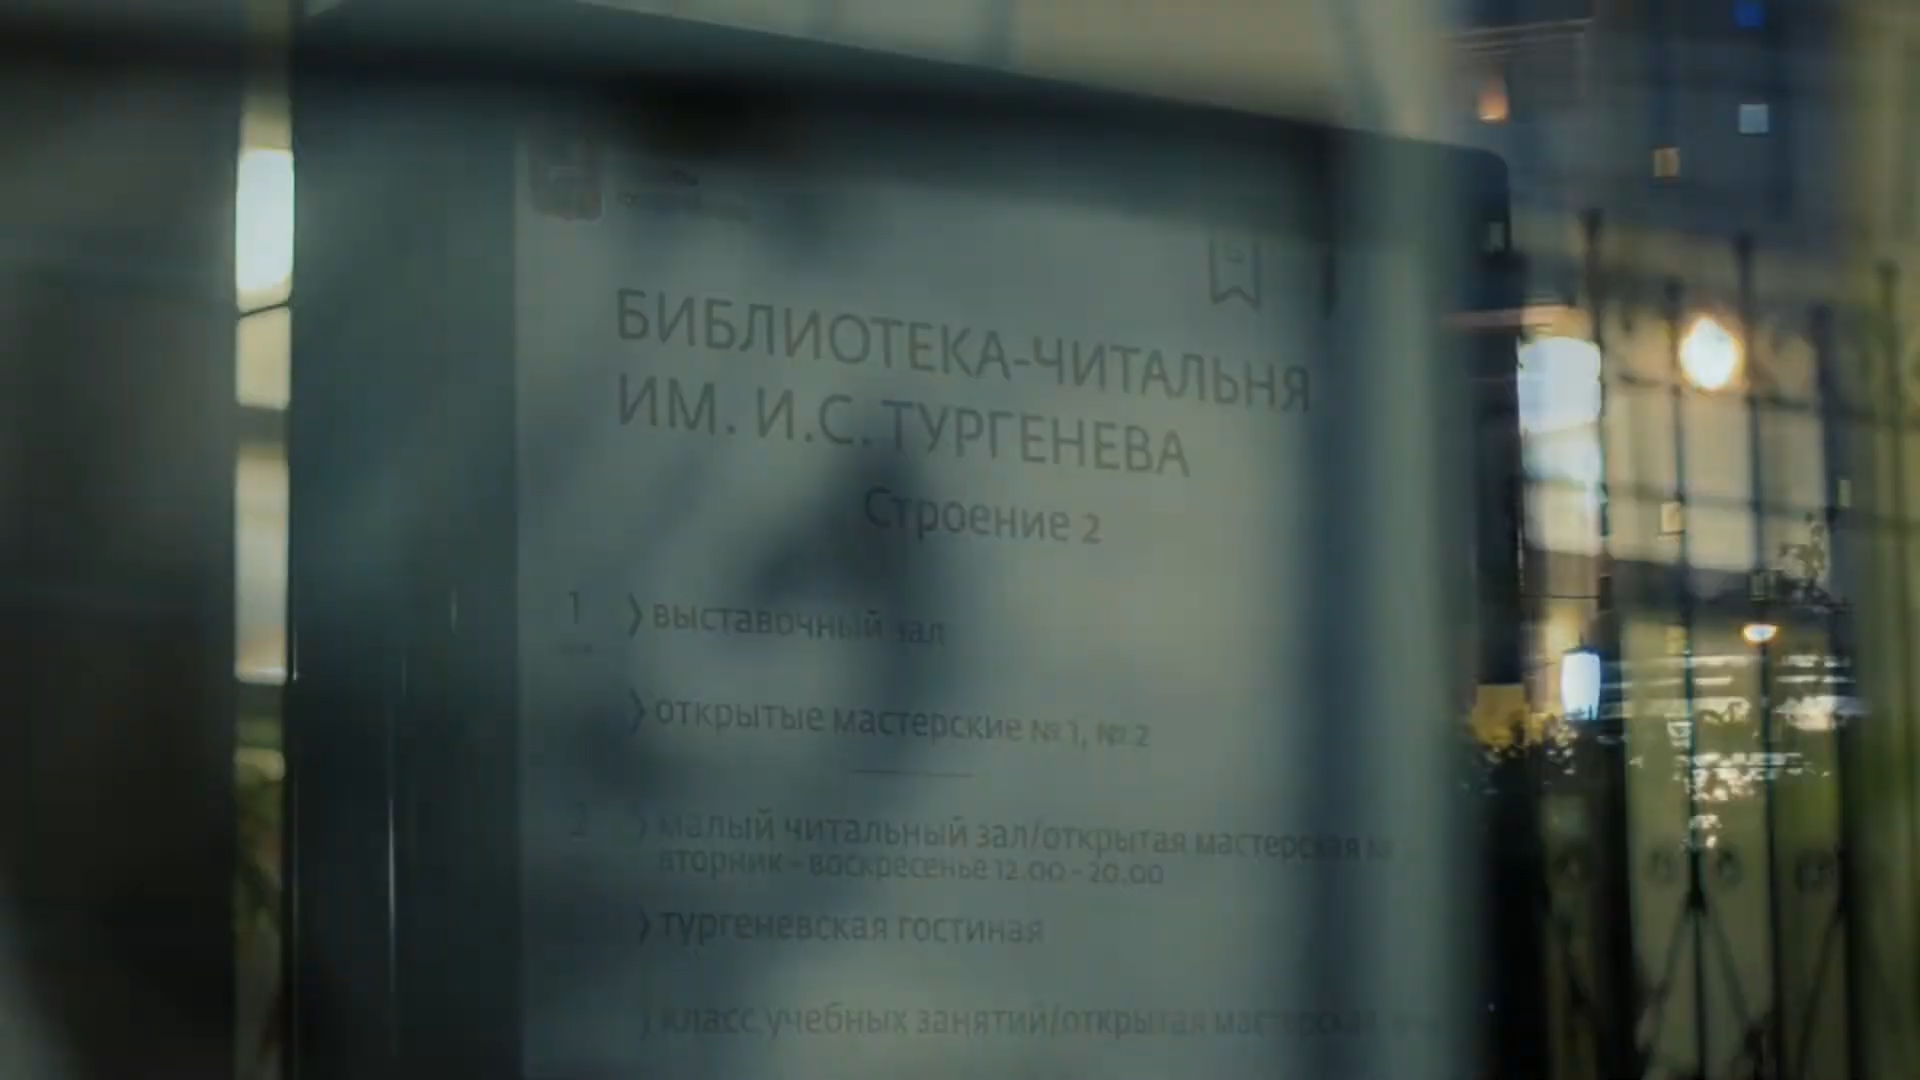 БИБЛИОТЕКА-ЧИТАЛЬНЯ
ИМ. И.С. ТУРГЕНЕВА
Строение 2
1 › выставочный зал
› открытые мастерские № 1, № 2
2 › малый читальный зал/открытая мастерская
вторник - воскресенье 12.00 - 20.00
› тургеневская гостиная
› класс учебных занятий/открытая мастерская